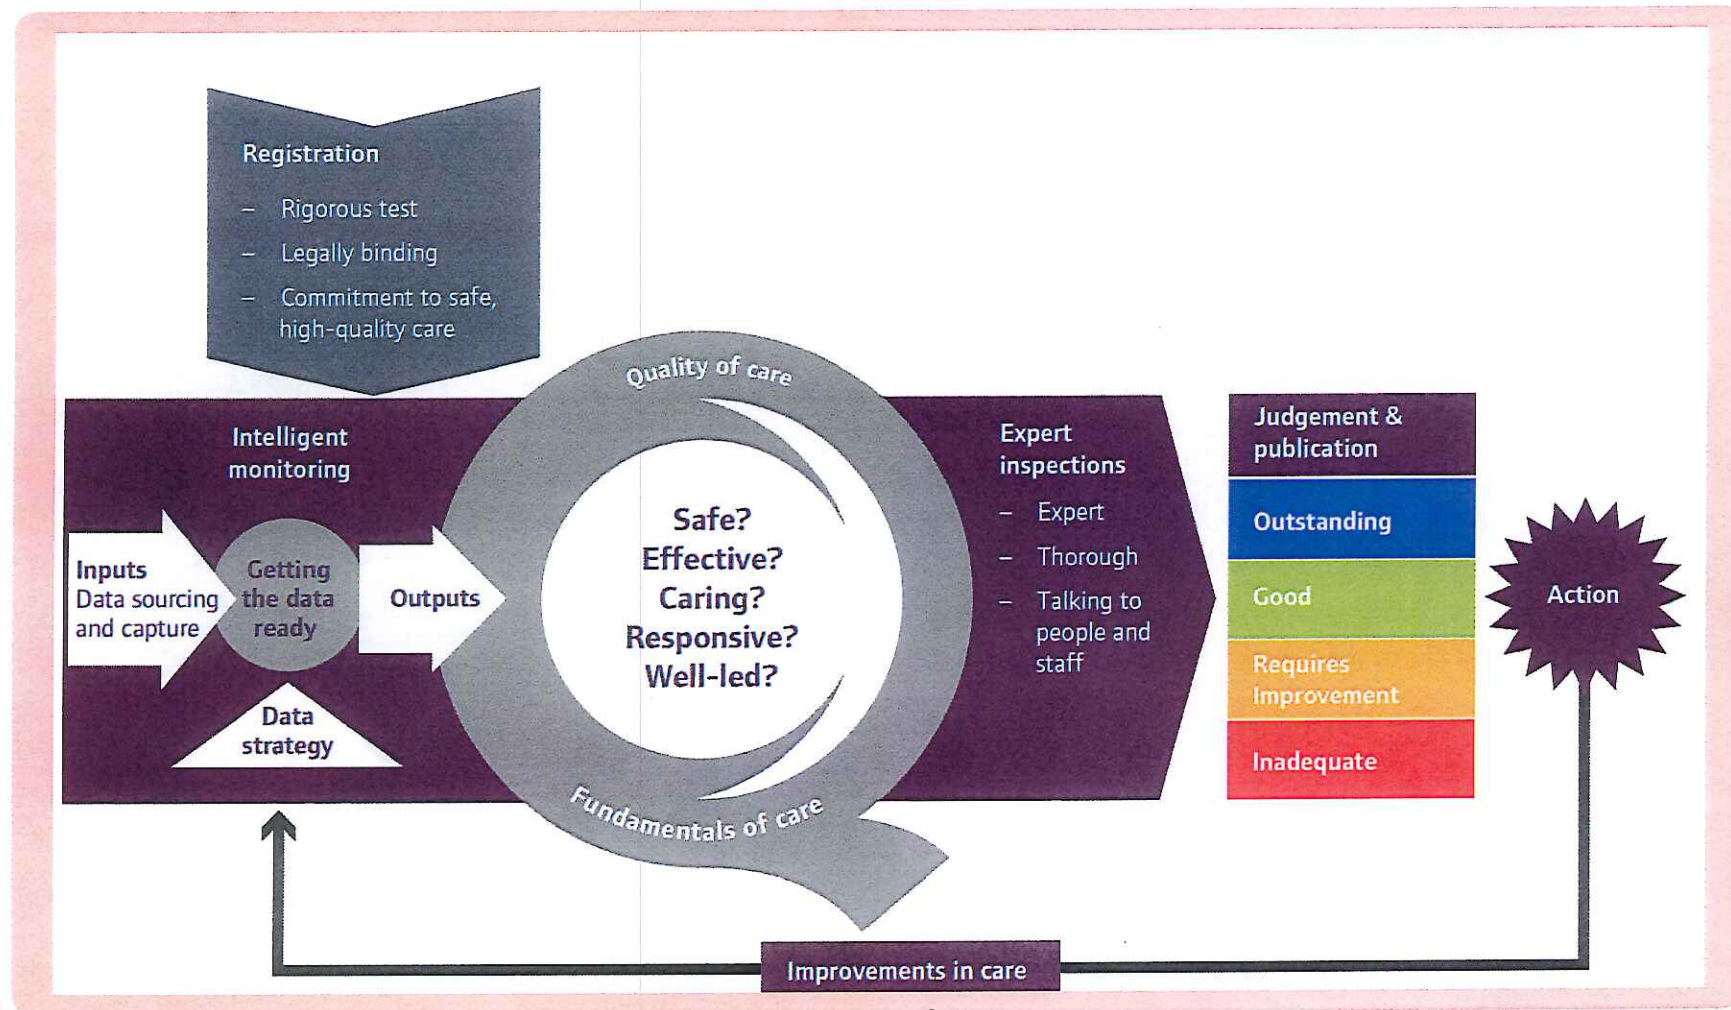 Registration
– Rigorous test
– Legally binding
– Commitment to safe,
high-quality care
Intelligent
monitoring
Inputs
Data sourcing
and capture
Getting
the data
ready
Outputs
Data
strategy
Quality of care
Safe?
Effective?
Caring?
Responsive?
Well-led?
Fundamentals of care
Expert
inspections
– Expert
– Thorough
– Talking to
people and
staff
Judgement &
publication
Outstanding
Good
Requires
Improvement
Inadequate
Action
Improvements in care